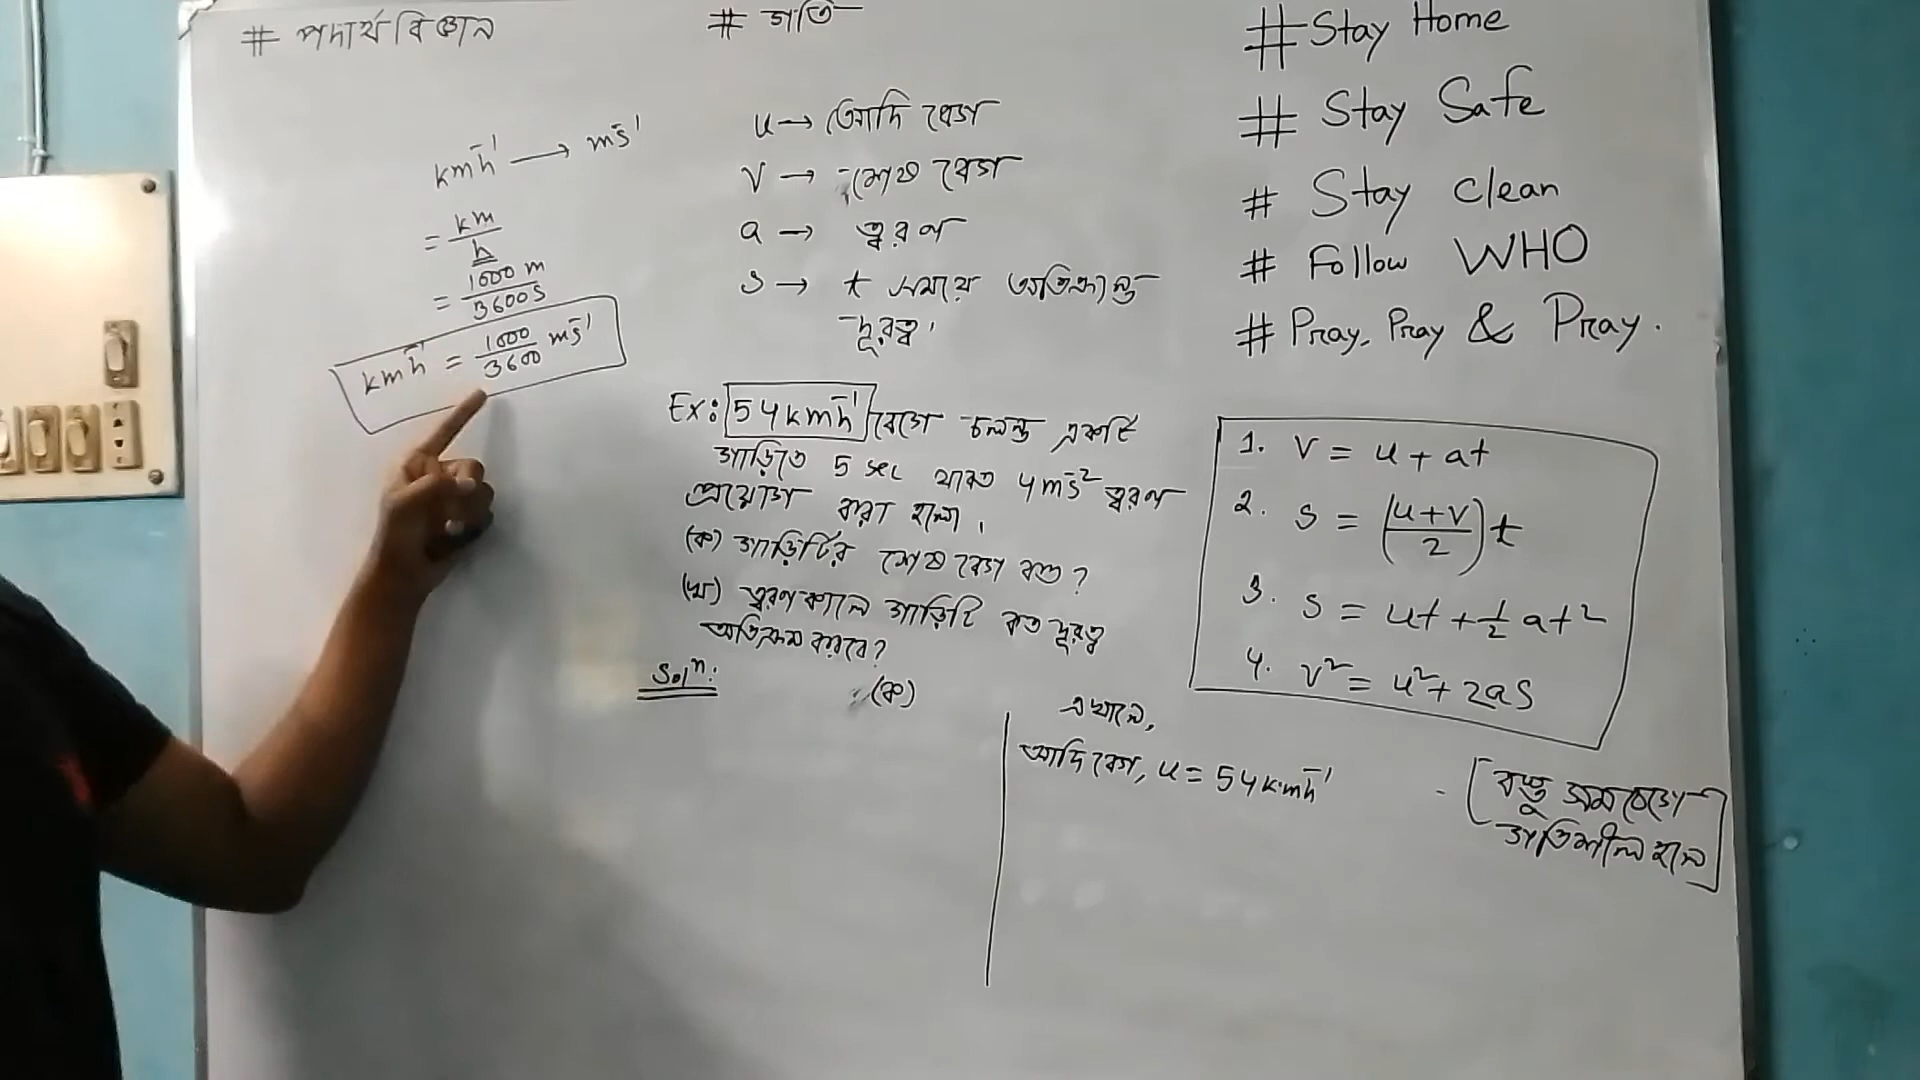 # পদার্থ বিজ্ঞান
# গতি
# Stay Home
# Stay Safe
# Stay clean
# Follow WHO
# Pray, Pray & Pray.
kmh⁻¹ → ms⁻¹
= km/h
= 1000 m/3600 s
kmh⁻¹ = 1000/3600 ms⁻¹
u → আদি বেগ
v → শেষ বেগ
a → ত্বরণ
s → t সময়ে অতিক্রান্ত
দূরত্ব।
Ex: 54 kmh⁻¹ বেগে চলন্ত একটি
গাড়িতে 5 sec যাবত 4 ms⁻² ত্বরণ
প্রয়োগ করা হলো।
(ক) গাড়িটির শেষ বেগ কত?
(খ) ত্বরণকালে গাড়িটি কত দূরত্ব
অতিক্রম করবে?
Solⁿ:
(ক)
এখানে,
আদি বেগ, u = 54 kmh⁻¹
1. v = u + at
2. s = ((u+v)/2) t
3. s = ut + ½ at²
4. v² = u² + 2as
[বস্তু সমবেগে
গতিশীল হলে]